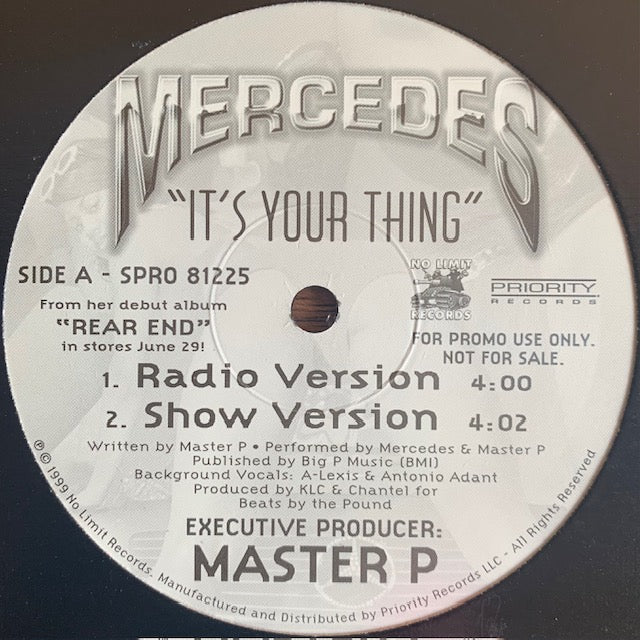 MERCEDES
"IT'S YOUR THING"
SIDE A - SPRO 81225
From her debut album
"REAR END"
in stores June 29!
NO LIMIT
RECORDS
PRIORITY
RECORDS
FOR PROMO USE ONLY.
NOT FOR SALE.
1. Radio Version 4:00
2. Show Version 4:02
Written by Master P • Performed by Mercedes & Master P
Published by Big P Music (BMI)
Background Vocals: A-Lexis & Antonio Adant
Produced by KLC & Chantel for
Beats by the Pound
EXECUTIVE PRODUCER:
MASTER P
℗ © 1999 No Limit Records. Manufactured and Distributed by Priority Records LLC - All Rights Reserved